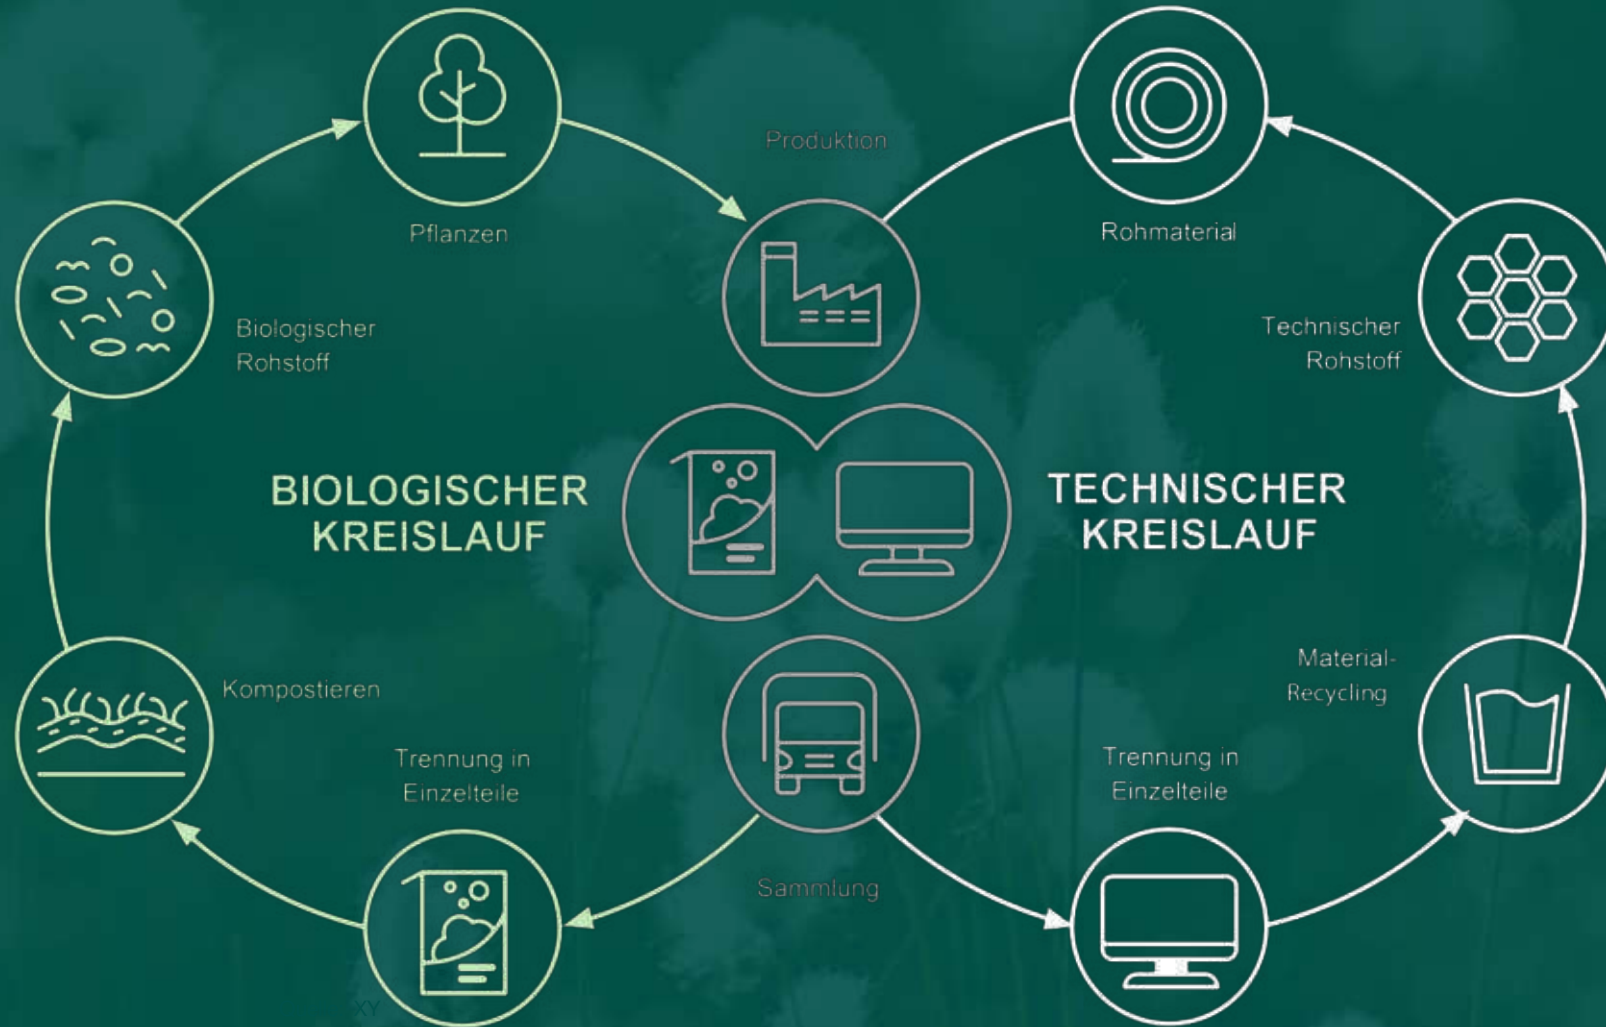 Produktion
Pflanzen
Rohmaterial
Biologischer
Rohstoff
Technischer
Rohstoff
BIOLOGISCHER
KREISLAUF
TECHNISCHER
KREISLAUF
Kompostieren
Material-
Recycling
Trennung in
Einzelteile
Trennung in
Einzelteile
Sammlung
XY